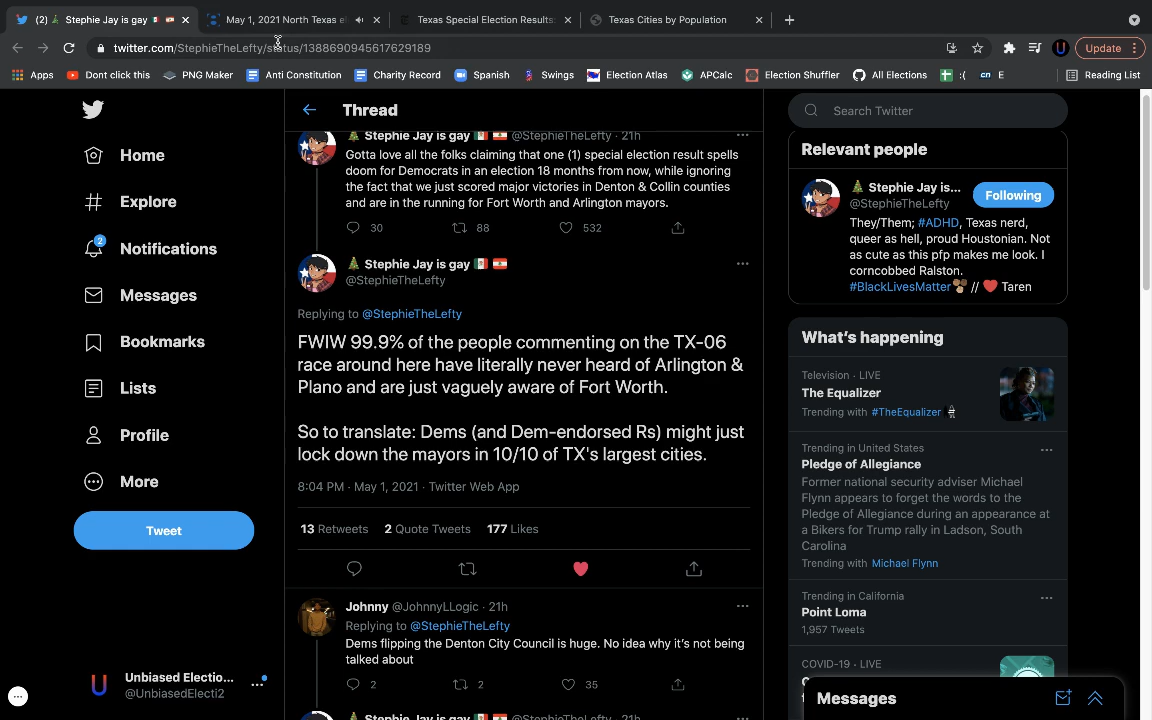 (2) 🎄 Stephie Jay is gay 🇲🇽 🇱🇧
May 1, 2021 North Texas el
Texas Special Election Results:
Texas Cities by Population
twitter.com/StephieTheLefty/status/1388690945617629189
Update
Apps
Dont click this
PNG Maker
Anti Constitution
Charity Record
Spanish
Swings
Election Atlas
APCalc
Election Shuffler
All Elections
:(
E
Reading List
Home
Explore
2
Notifications
Messages
Bookmarks
Lists
Profile
More
Tweet
Unbiased Electio...
@UnbiasedElecti2
Thread
🎄 Stephie Jay is gay 🇲🇽 🇱🇧 @StephieTheLefty · 21h
Gotta love all the folks claiming that one (1) special election result spells
doom for Democrats in an election 18 months from now, while ignoring
the fact that we just scored major victories in Denton & Collin counties
and are in the running for Fort Worth and Arlington mayors.
30 88 532
🎄 Stephie Jay is gay 🇲🇽 🇱🇧
@StephieTheLefty
Replying to @StephieTheLefty
FWIW 99.9% of the people commenting on the TX-06
race around here have literally never heard of Arlington &
Plano and are just vaguely aware of Fort Worth.
So to translate: Dems (and Dem-endorsed Rs) might just
lock down the mayors in 10/10 of TX's largest cities.
8:04 PM · May 1, 2021 · Twitter Web App
13 Retweets 2 Quote Tweets 177 Likes
Johnny @JohnnyLLogic · 21h
Replying to @StephieTheLefty
Dems flipping the Denton City Council is huge. No idea why it's not being
talked about
2 2 35
🎄 Stephie Jay is gay 🇲🇽 🇱🇧 @StephieTheLefty · 21h
Search Twitter
Relevant people
🎄 Stephie Jay is...
@StephieTheLefty
Following
They/Them; #ADHD, Texas nerd,
queer as hell, proud Houstonian. Not
as cute as this pfp makes me look. I
corncobbed Ralston.
#BlackLivesMatter✊🏽 // ❤️ Taren
What's happening
Television · LIVE
The Equalizer
Trending with #TheEqualizer
Trending in United States
Pledge of Allegiance
Former national security adviser Michael
Flynn appears to forget the words to the
Pledge of Allegiance during an appearance at
a Bikers for Trump rally in Ladson, South
Carolina
Trending with Michael Flynn
Trending in California
Point Loma
1,957 Tweets
COVID-19 · LIVE
Messages